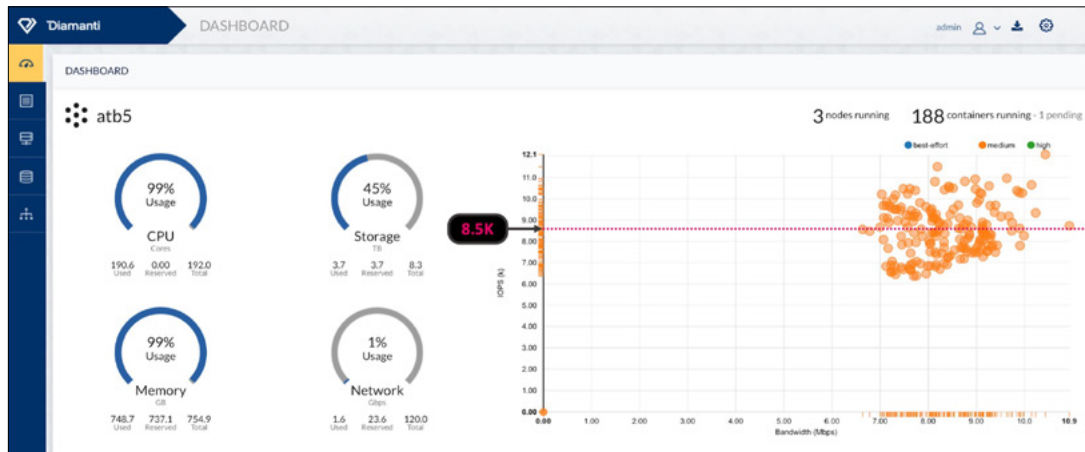 Diamanti DASHBOARD admin
DASHBOARD
atb5
3 nodes running 188 containers running - 1 pending
best-effort medium high
99% Usage
CPU
Cores
190.6 Used 0.00 Reserved 192.0 Total
45% Usage
Storage
TB
3.7 Used 3.7 Reserved 8.3 Total
99% Usage
Memory
GB
748.7 Used 737.1 Reserved 754.9 Total
1% Usage
Network
Gbps
1.6 Used 23.6 Reserved 120.0 Total
8.5K
IOPS (k)
12.1
11.0
10.0
9.00
8.00
7.00
6.00
5.00
4.00
3.00
2.00
1.00
0.00
0.00 1.00 2.00 3.00 4.00 5.00 6.00 7.00 8.00 9.00 10.0 10.9
Bandwidth (Mbps)